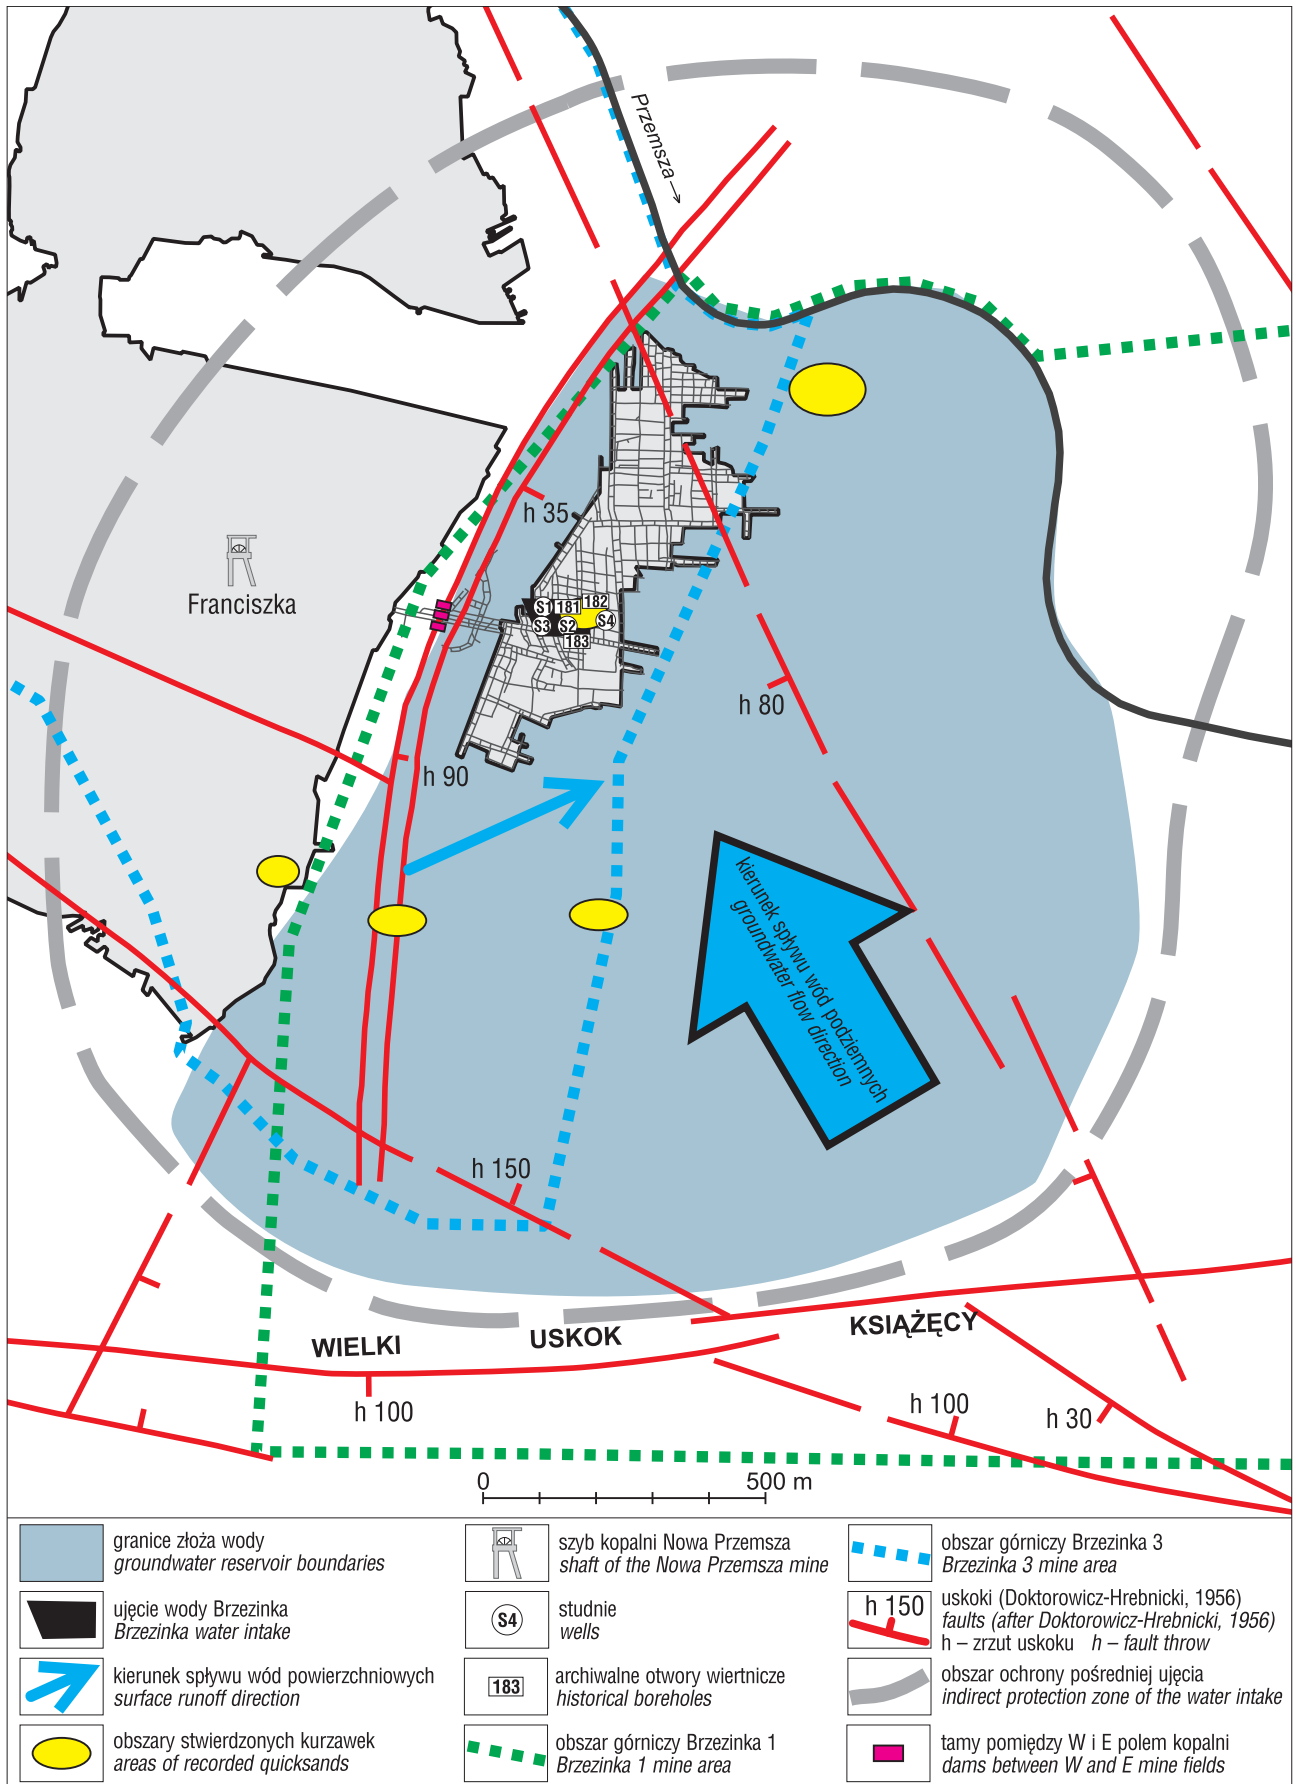 Przemsza→
h 35
Franciszka
S1
181
182
S3
S2
S4
183
h 80
h 90
kierunek spływu wód podziemnych
groundwater flow direction
h 150
WIELKI USKOK KSIĄŻĘCY
h 100
h 100
h 30
0 500 m
granice złoża wody
groundwater reservoir boundaries
ujęcie wody Brzezinka
Brzezinka water intake
kierunek spływu wód powierzchniowych
surface runoff direction
obszary stwierdzonych kurzawek
areas of recorded quicksands
szyb kopalni Nowa Przemsza
shaft of the Nowa Przemsza mine
S4
studnie
wells
183
archiwalne otwory wiertnicze
historical boreholes
obszar górniczy Brzezinka 1
Brzezinka 1 mine area
obszar górniczy Brzezinka 3
Brzezinka 3 mine area
h 150
uskoki (Doktorowicz-Hrebnicki, 1956)
faults (after Doktorowicz-Hrebnicki, 1956)
h – zrzut uskoku h – fault throw
obszar ochrony pośredniej ujęcia
indirect protection zone of the water intake
tamy pomiędzy W i E polem kopalni
dams between W and E mine fields